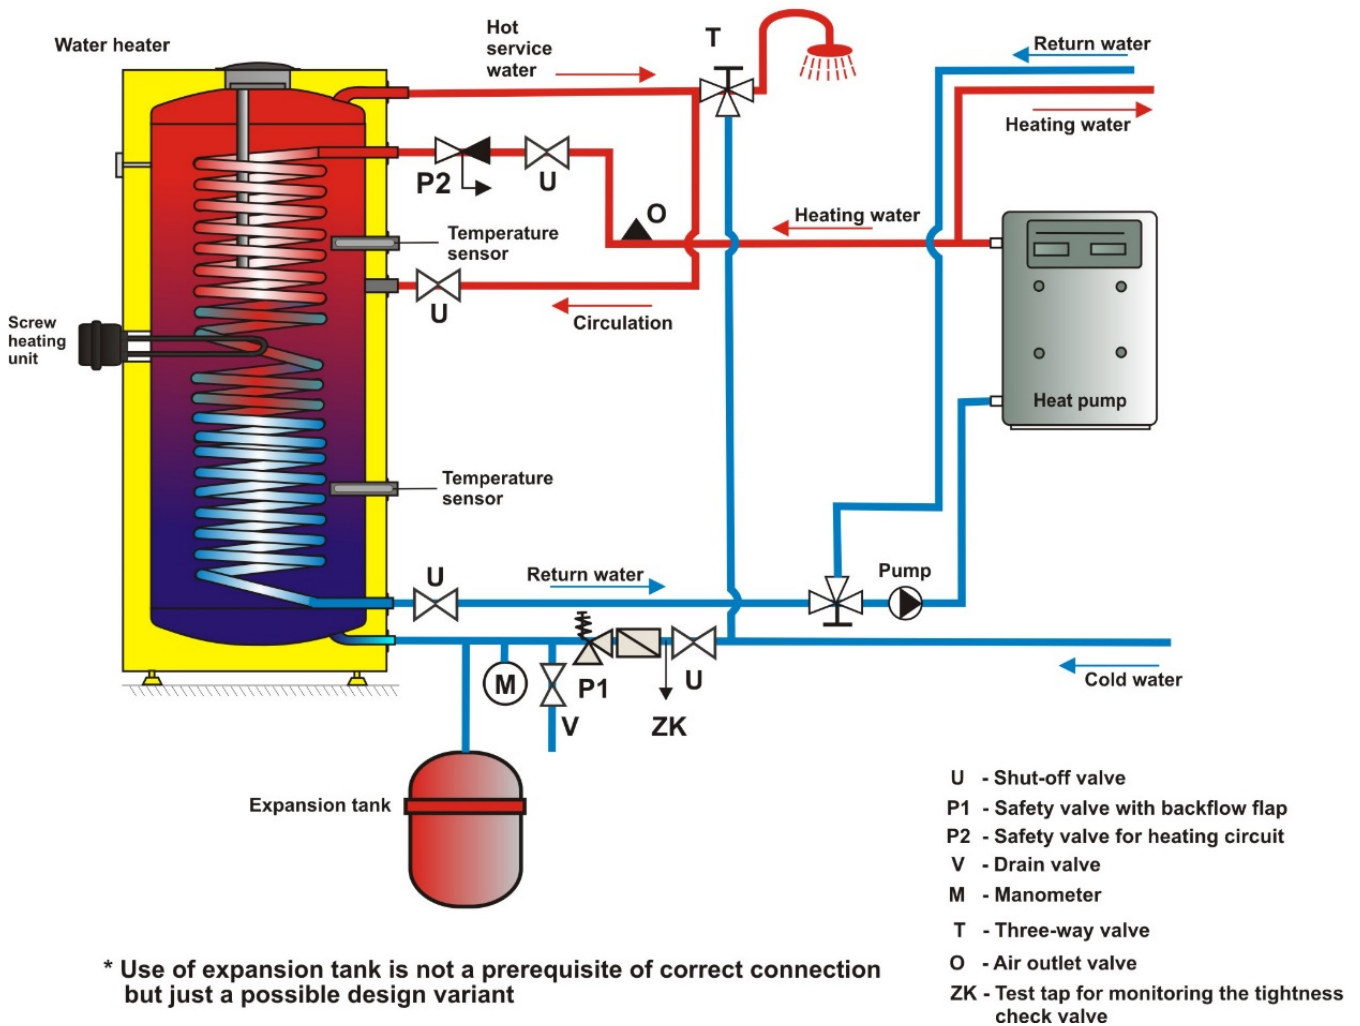 Water heater
Hot
service
water
T
Return water
Heating water
P2
U
O
Heating water
Temperature
sensor
U
Circulation
Screw
heating
unit
Heat pump
Temperature
sensor
U
Return water
Pump
M
V
P1
ZK
U
Cold water
Expansion tank
U - Shut-off valve
P1 - Safety valve with backflow flap
P2 - Safety valve for heating circuit
V - Drain valve
M - Manometer
T - Three-way valve
O - Air outlet valve
ZK - Test tap for monitoring the tightness
check valve
* Use of expansion tank is not a prerequisite of correct connection
but just a possible design variant